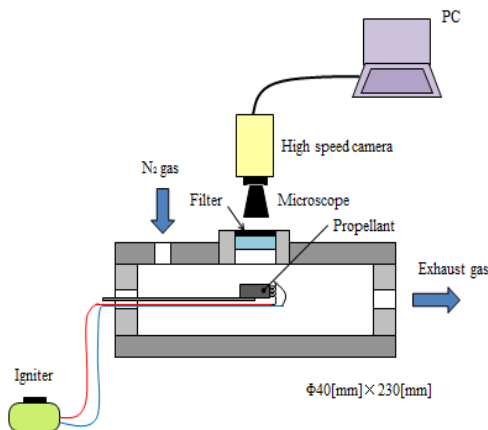 PC
High speed camera
N₂ gas
Filter
Microscope
Propellant
Exhaust gas
Igniter
Φ40[mm]×230[mm]